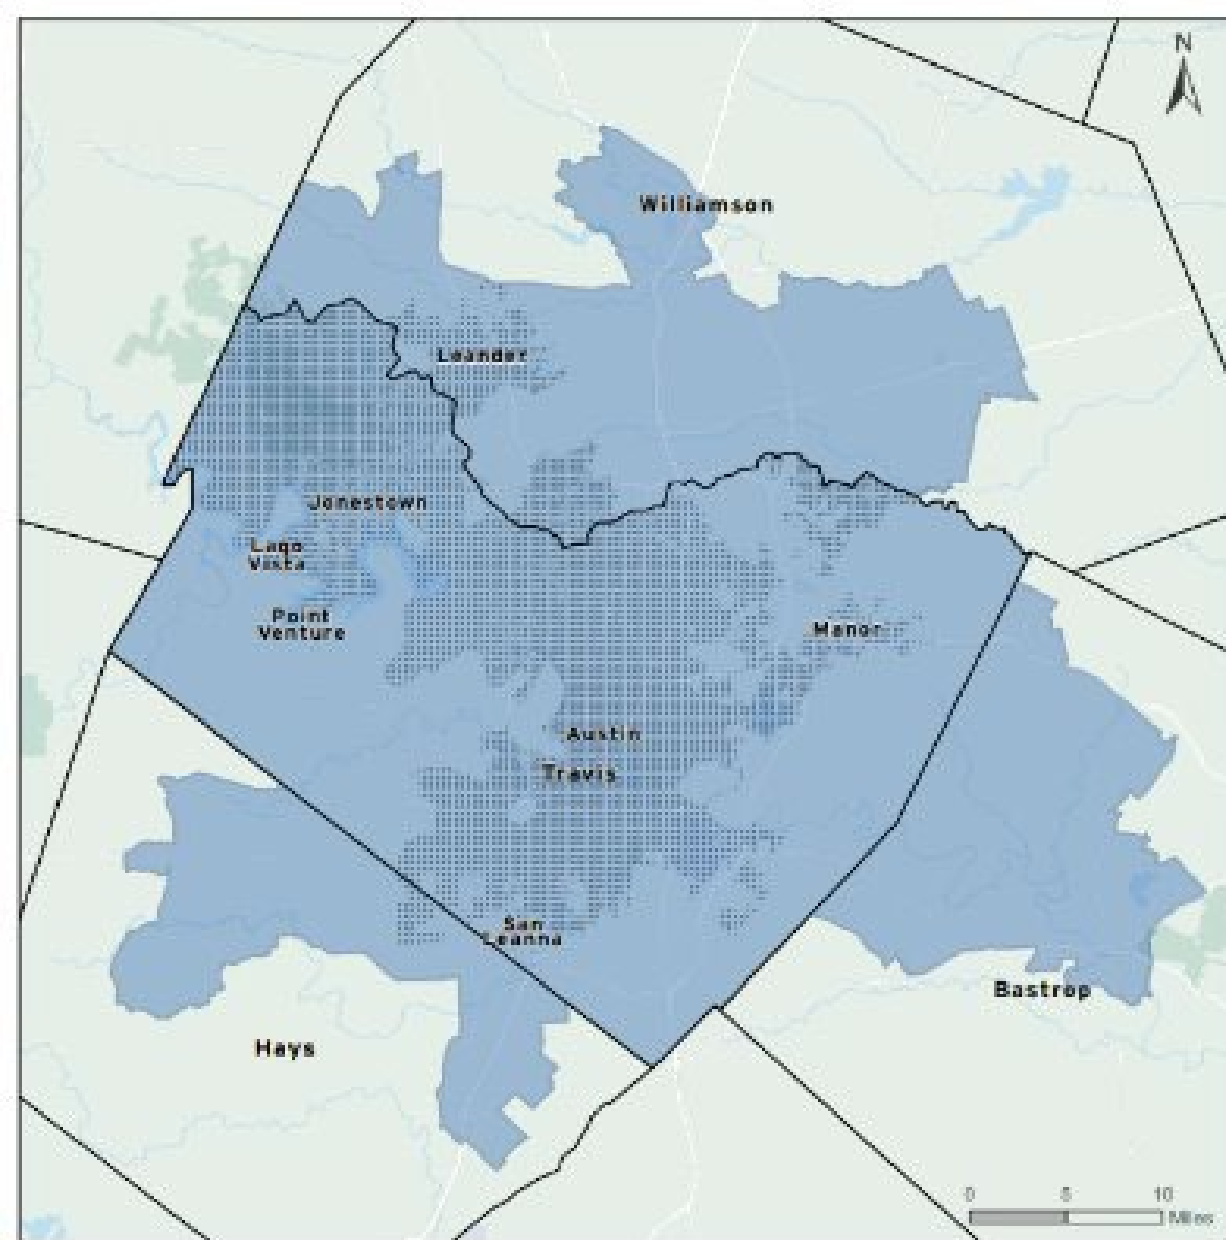 N
Williamson
Leander
Jonestown
Lago
Vista
Point
Venture
Manor
Austin
Travis
San
Leanna
Bastrop
Hays
0 5 10
Miles